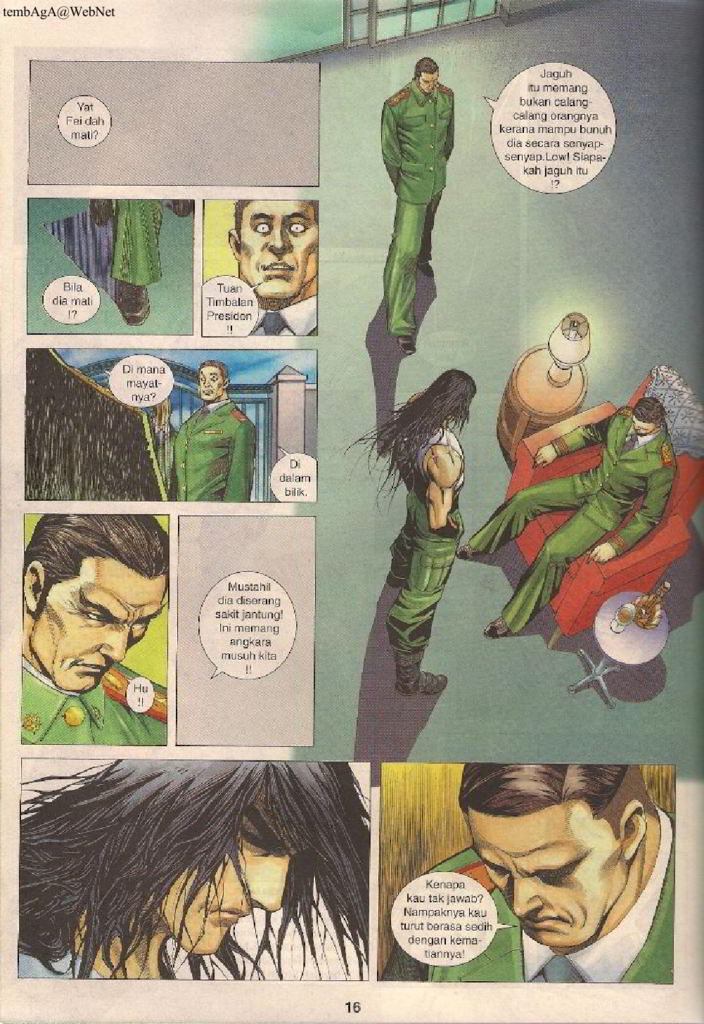 tembAgA@WebNet
Yat
Fei dah
mati?
Jaguh
itu memang
bukan calang-
calang orangnya
kerana mampu bunuh
dia secara senyap-
senyap.Low! Siapa-
kah jaguh itu
!?
Bila
dia mati
!?
Tuan
Timbalan
Presiden
!!
Di mana
mayat-
nya?
Di
dalam
bilik.
Hu
!!
Mustahil
dia diserang
sakit jantung!
Ini memang
angkara
musuh kita
!!
Kenapa
kau tak jawab?
Nampaknya kau
turut berasa sedih
dengan kema-
tiannya!
16